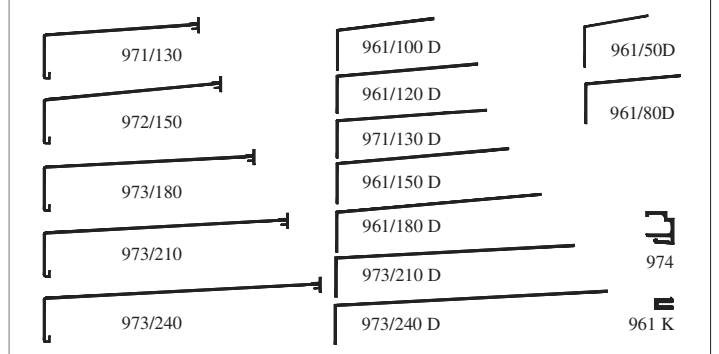 971/130
972/150
973/180
973/210
973/240
961/100 D
961/120 D
971/130 D
961/150 D
961/180 D
973/210 D
973/240 D
961/50D
961/80D
974
961 K